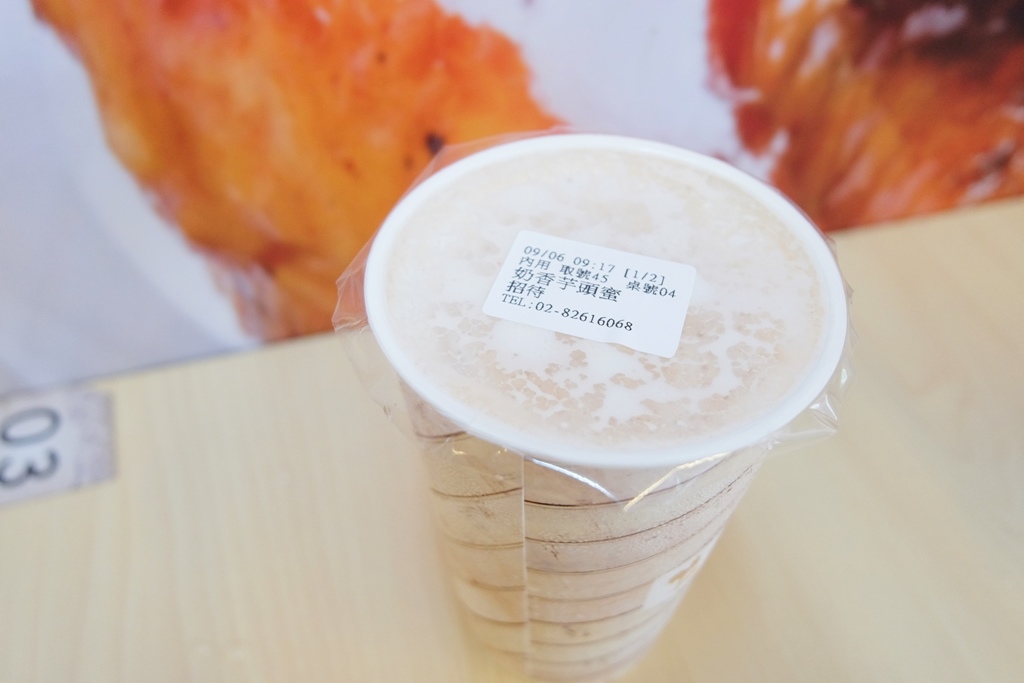 09/06 09:17 [1/2]
內用 取號45 桌號04
奶香芋頭蜜
招待
TEL:02-82616068
03